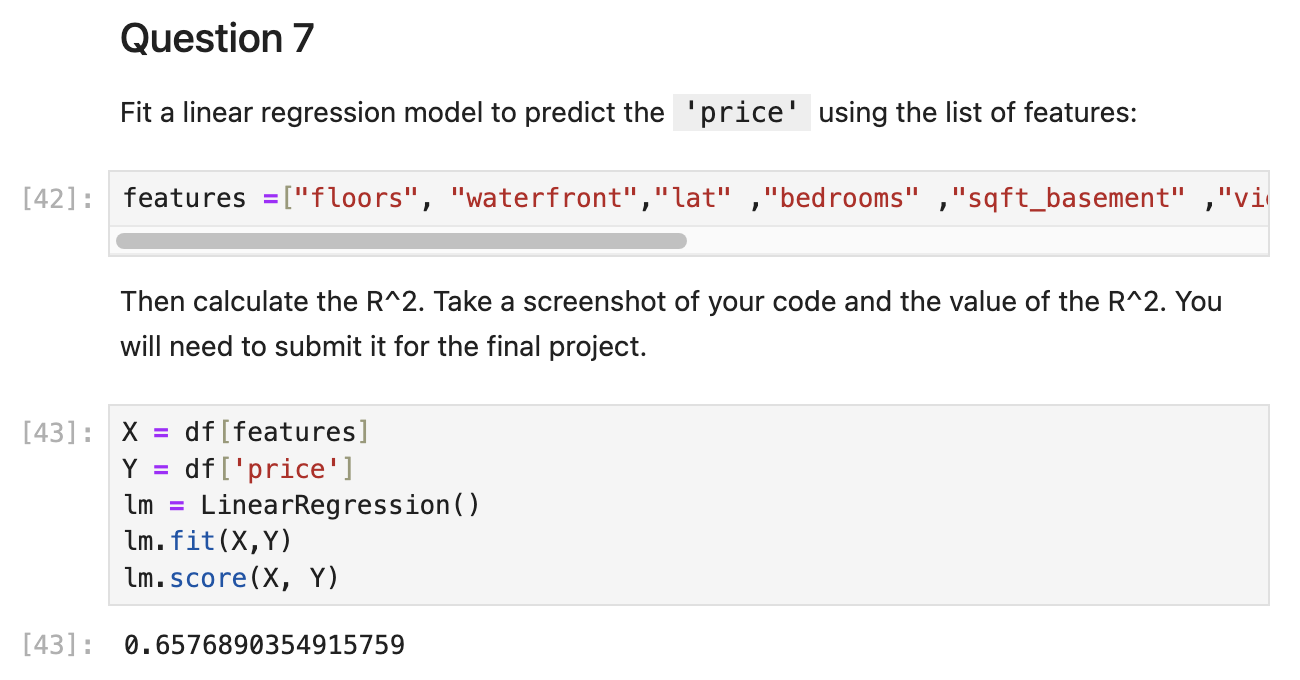 Question 7
Fit a linear regression model to predict the 'price' using the list of features:
[42]: features =["floors", "waterfront","lat" ,"bedrooms" ,"sqft_basement" ,"vi
Then calculate the R^2. Take a screenshot of your code and the value of the R^2. You
will need to submit it for the final project.
[43]: X = df[features]
Y = df['price']
lm = LinearRegression()
lm.fit(X,Y)
lm.score(X, Y)
[43]: 0.6576890354915759